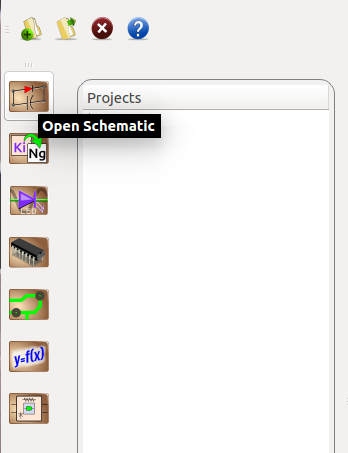 Projects
Open Schematic
Ki
Ng
LED
y=f(x)